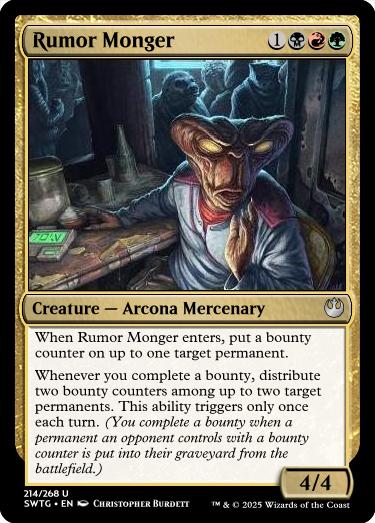 Rumor Monger
1
Creature — Arcona Mercenary
When Rumor Monger enters, put a bounty
counter on up to one target permanent.
Whenever you complete a bounty, distribute
two bounty counters among up to two target
permanents. This ability triggers only once
each turn. (You complete a bounty when a
permanent an opponent controls with a bounty
counter is put into their graveyard from the
battlefield.)
4/4
214/268 U
SWTG • EN Christopher Burdett
™ & © 2025 Wizards of the Coast